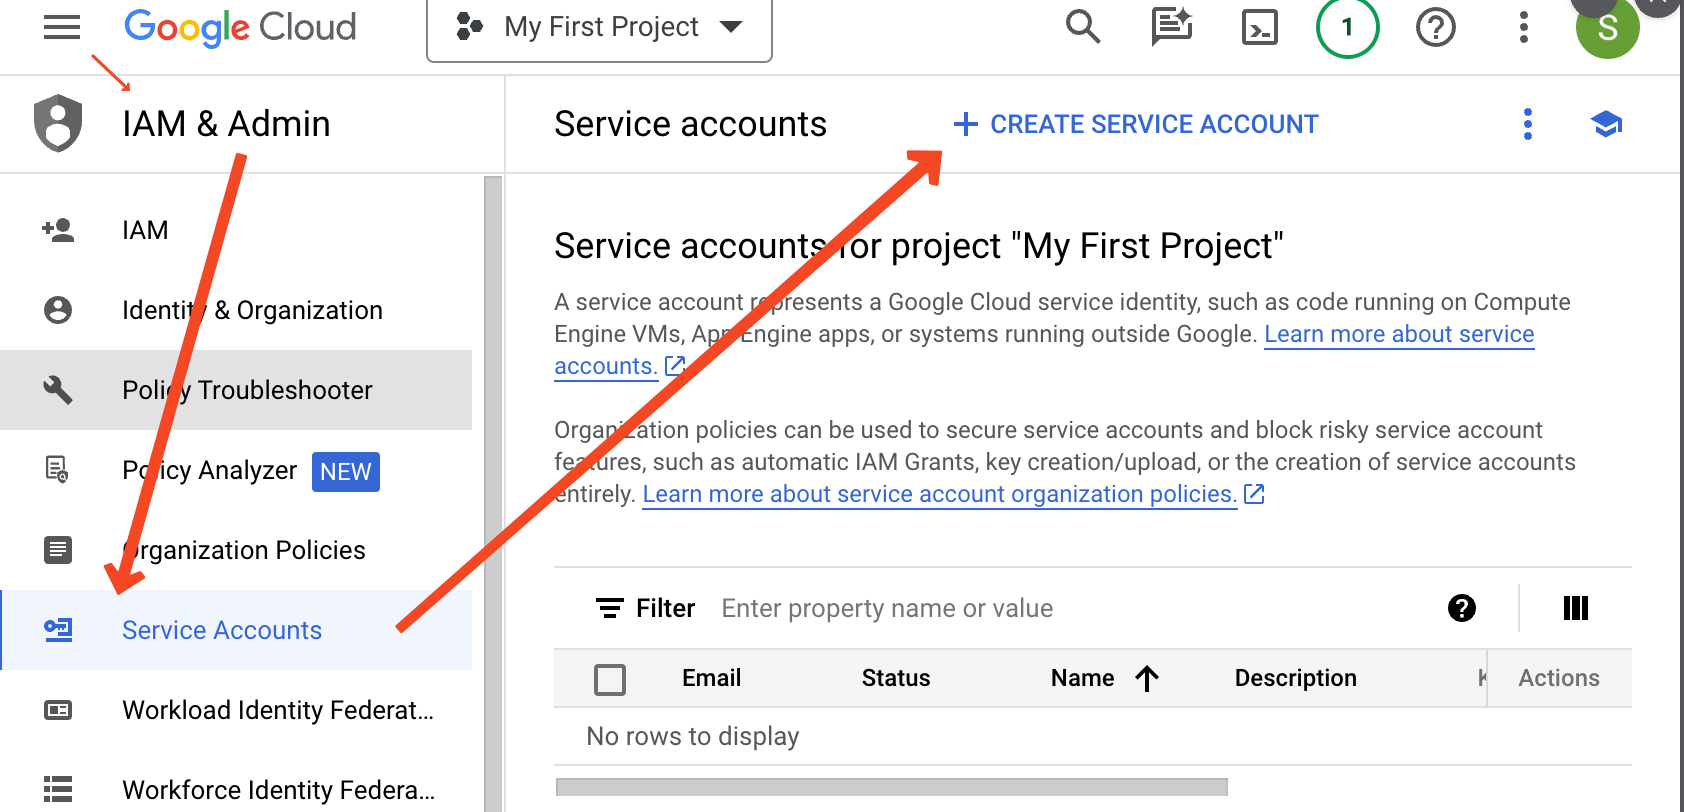 Google Cloud
My First Project
1
S
IAM & Admin
Service accounts
CREATE SERVICE ACCOUNT
IAM
Identity & Organization
Policy Troubleshooter
Policy Analyzer NEW
Organization Policies
Service Accounts
Workload Identity Federat...
Workforce Identity Federa...
Service accounts for project "My First Project"
A service account represents a Google Cloud service identity, such as code running on Compute
Engine VMs, App Engine apps, or systems running outside Google. Learn more about service
accounts.
Organization policies can be used to secure service accounts and block risky service account
features, such as automatic IAM Grants, key creation/upload, or the creation of service accounts
entirely. Learn more about service account organization policies.
Filter Enter property name or value
Email Status Name Description Actions
No rows to display